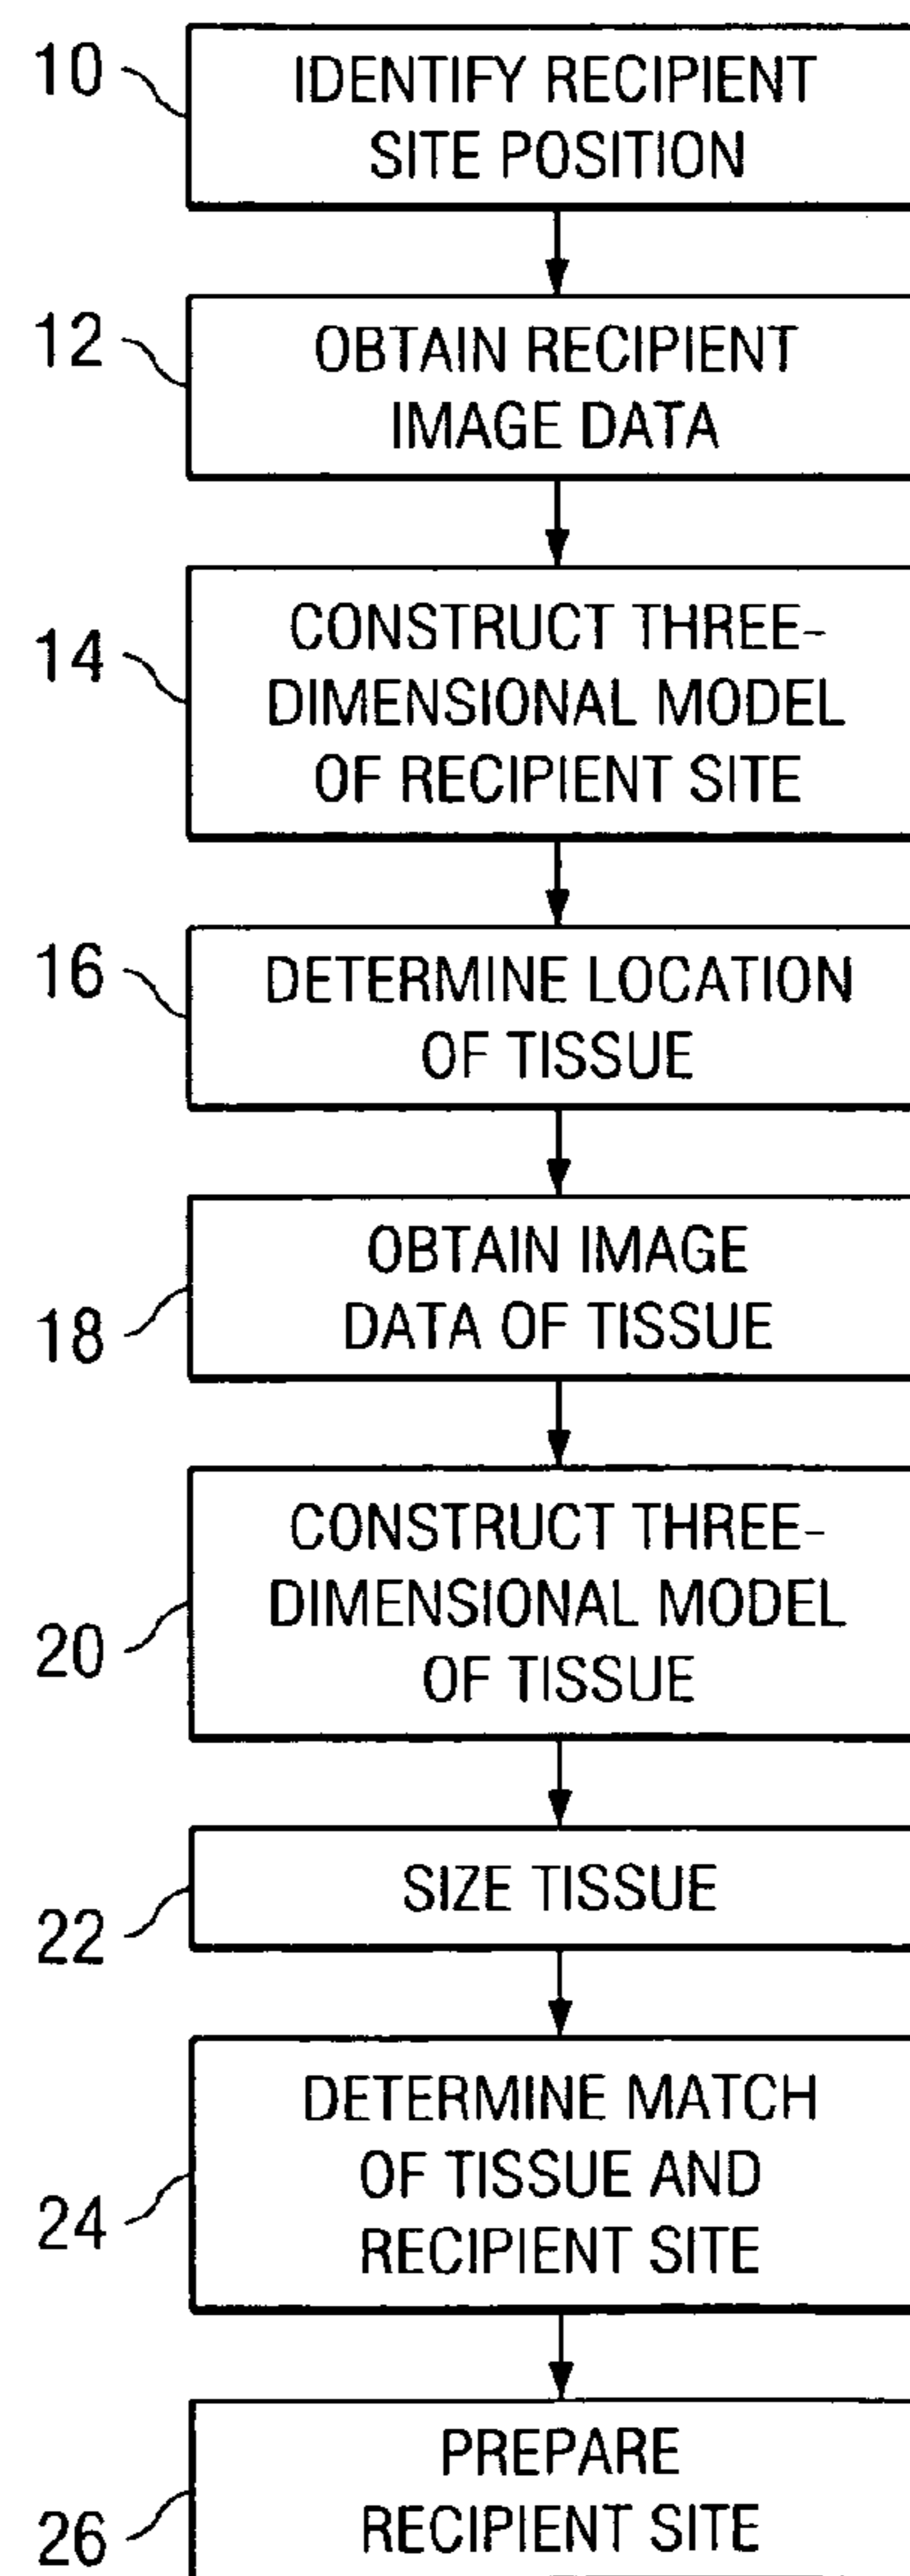 10
IDENTIFY RECIPIENT
SITE POSITION
12
OBTAIN RECIPIENT
IMAGE DATA
14
CONSTRUCT THREE-
DIMENSIONAL MODEL
OF RECIPIENT SITE
16
DETERMINE LOCATION
OF TISSUE
18
OBTAIN IMAGE
DATA OF TISSUE
20
CONSTRUCT THREE-
DIMENSIONAL MODEL
OF TISSUE
22
SIZE TISSUE
24
DETERMINE MATCH
OF TISSUE AND
RECIPIENT SITE
26
PREPARE
RECIPIENT SITE